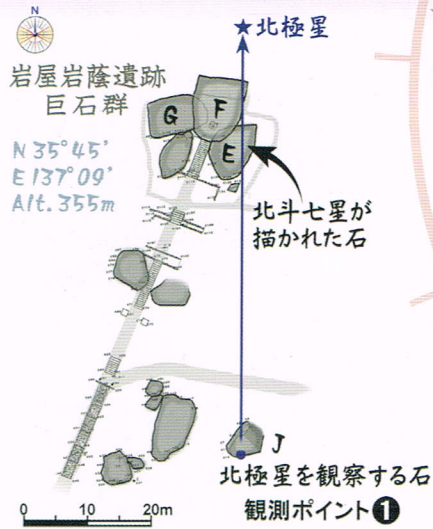 N
★北極星
岩屋岩蔭遺跡
巨石群
N 35°45'
E 137°09'
Alt. 355m
G
F
E
北斗七星が
描かれた石
J
北極星を観察する石
観測ポイント❶
0 10 20m